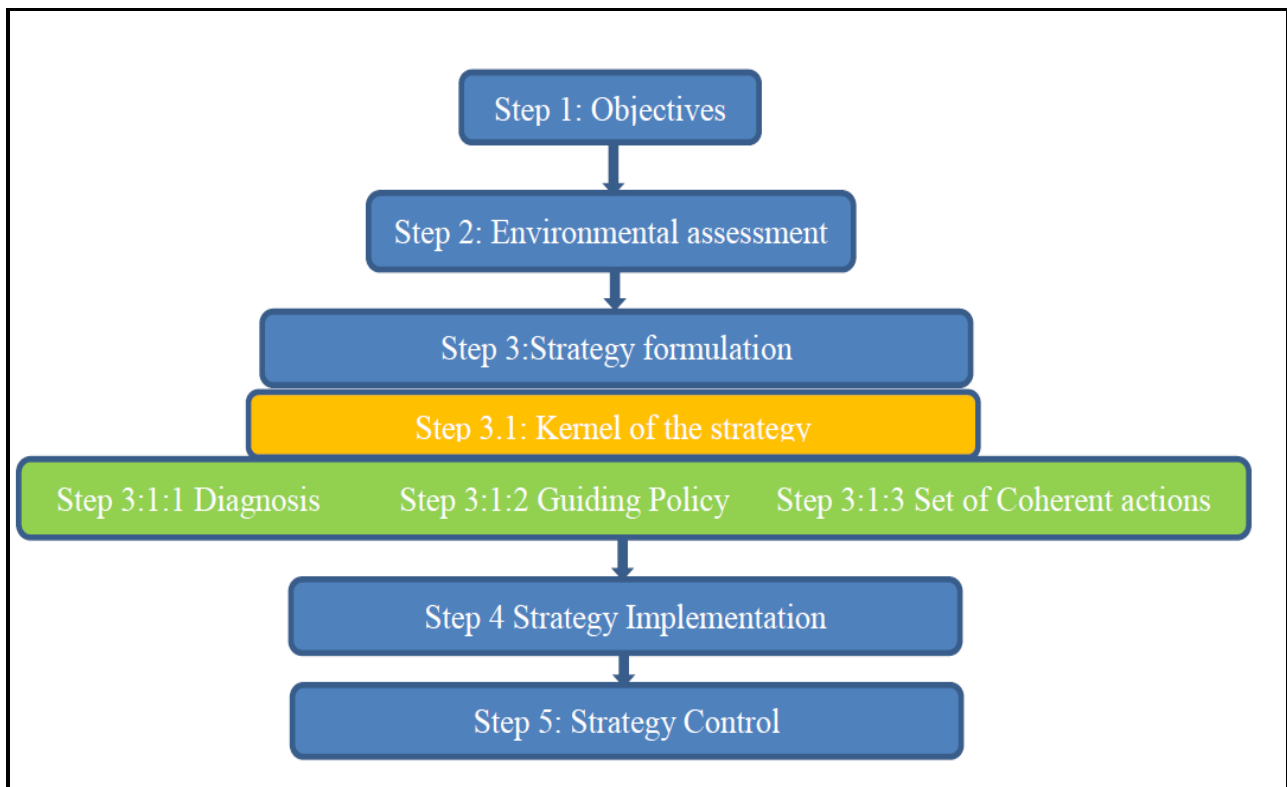 Step 1: Objectives
Step 2: Environmental assessment
Step 3:Strategy formulation
Step 3.1: Kernel of the strategy
Step 3:1:1 Diagnosis Step 3:1:2 Guiding Policy Step 3:1:3 Set of Coherent actions
Step 4 Strategy Implementation
Step 5: Strategy Control